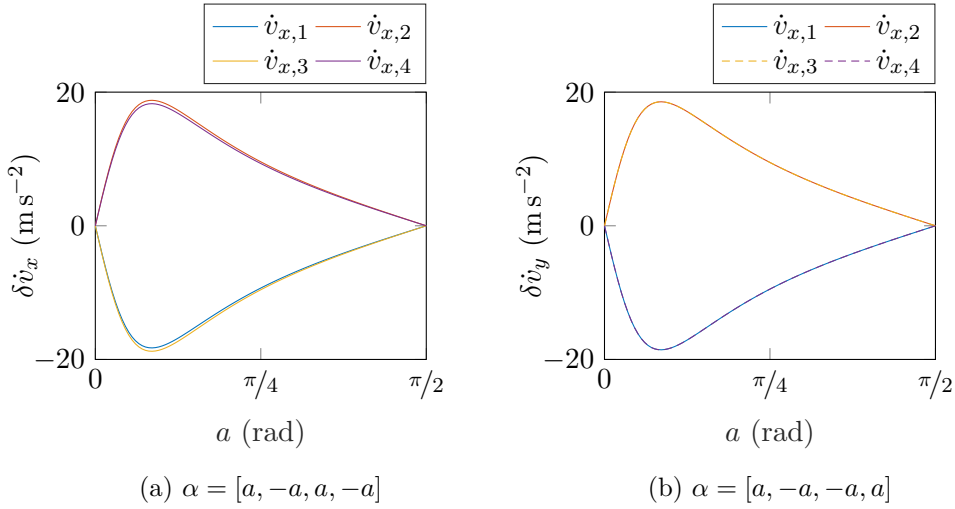 v̇x,1 v̇x,2
v̇x,3 v̇x,4
20
0
−20
δv̇x (m s−2)
0 π/4 π/2
a (rad)
(a) α = [a, −a, a, −a]
v̇x,1 v̇x,2
v̇x,3 v̇x,4
20
0
−20
δv̇y (m s−2)
0 π/4 π/2
a (rad)
(b) α = [a, −a, −a, a]